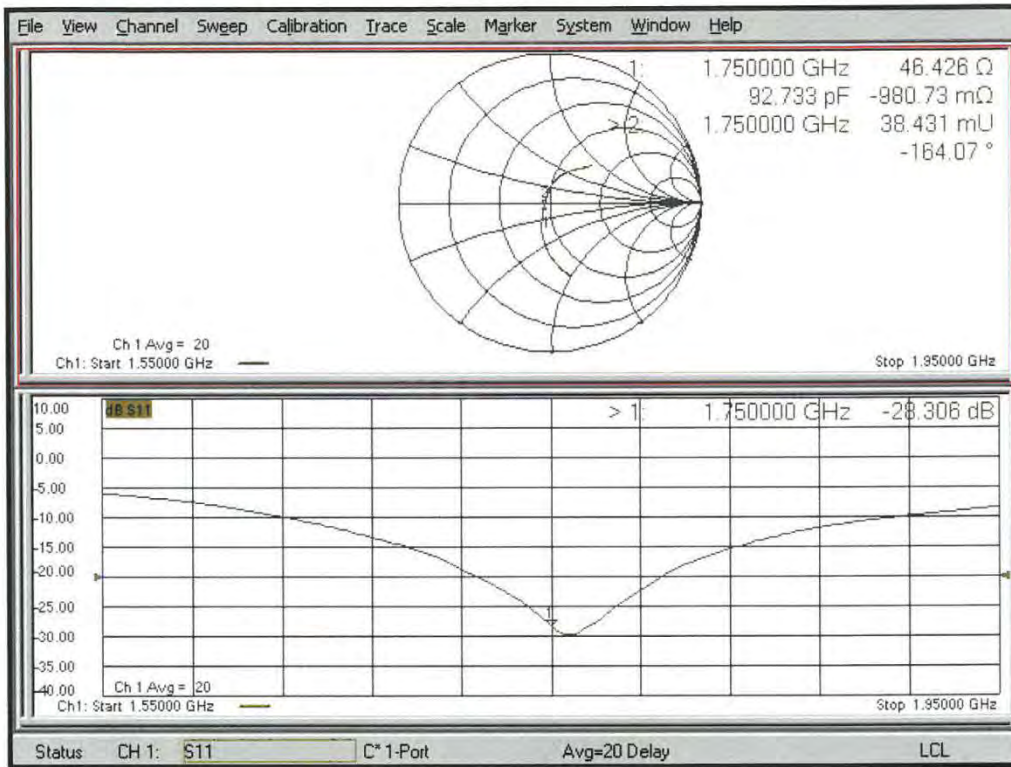 File View Channel Sweep Calibration Trace Scale Marker System Window Help
1: 1.750000 GHz 46.426 Ω
92.733 pF -980.73 mΩ
> 2: 1.750000 GHz 38.431 mU
-164.07 °
Ch 1 Avg = 20
Ch1: Start 1.55000 GHz
Stop 1.95000 GHz
10.00
dB S11
> 1: 1.750000 GHz -28.306 dB
5.00
0.00
-5.00
-10.00
-15.00
-20.00
-25.00
1
-30.00
-35.00
-40.00
Ch 1 Avg = 20
Ch1: Start 1.55000 GHz
Stop 1.95000 GHz
Status CH 1: S11 C* 1-Port Avg=20 Delay LCL